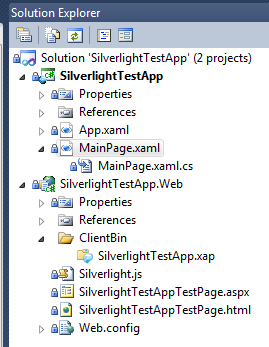 Solution Explorer
Solution 'SilverlightTestApp' (2 projects)
SilverlightTestApp
Properties
References
App.xaml
MainPage.xaml
MainPage.xaml.cs
SilverlightTestApp.Web
Properties
References
ClientBin
SilverlightTestApp.xap
Silverlight.js
SilverlightTestAppTestPage.aspx
SilverlightTestAppTestPage.html
Web.config